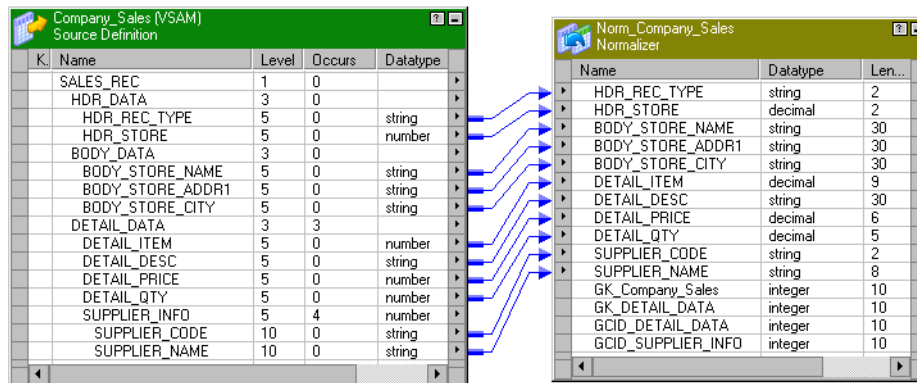 Company_Sales (VSAM)
Source Definition
K. Name Level Occurs Datatype
SALES_REC 1 0
HDR_DATA 3 0
HDR_REC_TYPE 5 0 string
HDR_STORE 5 0 number
BODY_DATA 3 0
BODY_STORE_NAME 5 0 string
BODY_STORE_ADDR1 5 0 string
BODY_STORE_CITY 5 0 string
DETAIL_DATA 3 3
DETAIL_ITEM 5 0 number
DETAIL_DESC 5 0 string
DETAIL_PRICE 5 0 number
DETAIL_QTY 5 0 number
SUPPLIER_INFO 5 4 number
SUPPLIER_CODE 10 0 string
SUPPLIER_NAME 10 0 string
Norm_Company_Sales
Normalizer
Name Datatype Len...
HDR_REC_TYPE string 2
HDR_STORE decimal 2
BODY_STORE_NAME string 30
BODY_STORE_ADDR1 string 30
BODY_STORE_CITY string 30
DETAIL_ITEM decimal 9
DETAIL_DESC string 30
DETAIL_PRICE decimal 6
DETAIL_QTY decimal 5
SUPPLIER_CODE string 2
SUPPLIER_NAME string 8
GK_Company_Sales integer 10
GK_DETAIL_DATA integer 10
GCID_DETAIL_DATA integer 10
GCID_SUPPLIER_INFO integer 10